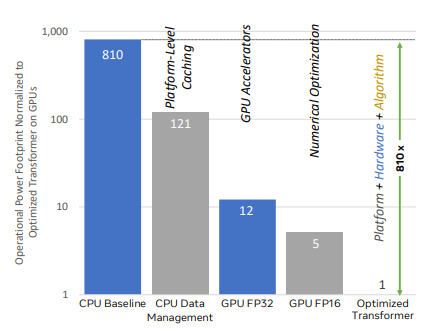 Operational Power Footprint Normalized to
Optimized Transformer on GPUs
1,000
100
10
1
810
121
12
5
1
Platform-Level
Caching
GPU Accelerators
Numerical Optimization
Platform + Hardware + Algorithm
810 x
CPU Baseline
CPU Data
Management
GPU FP32
GPU FP16
Optimized
Transformer